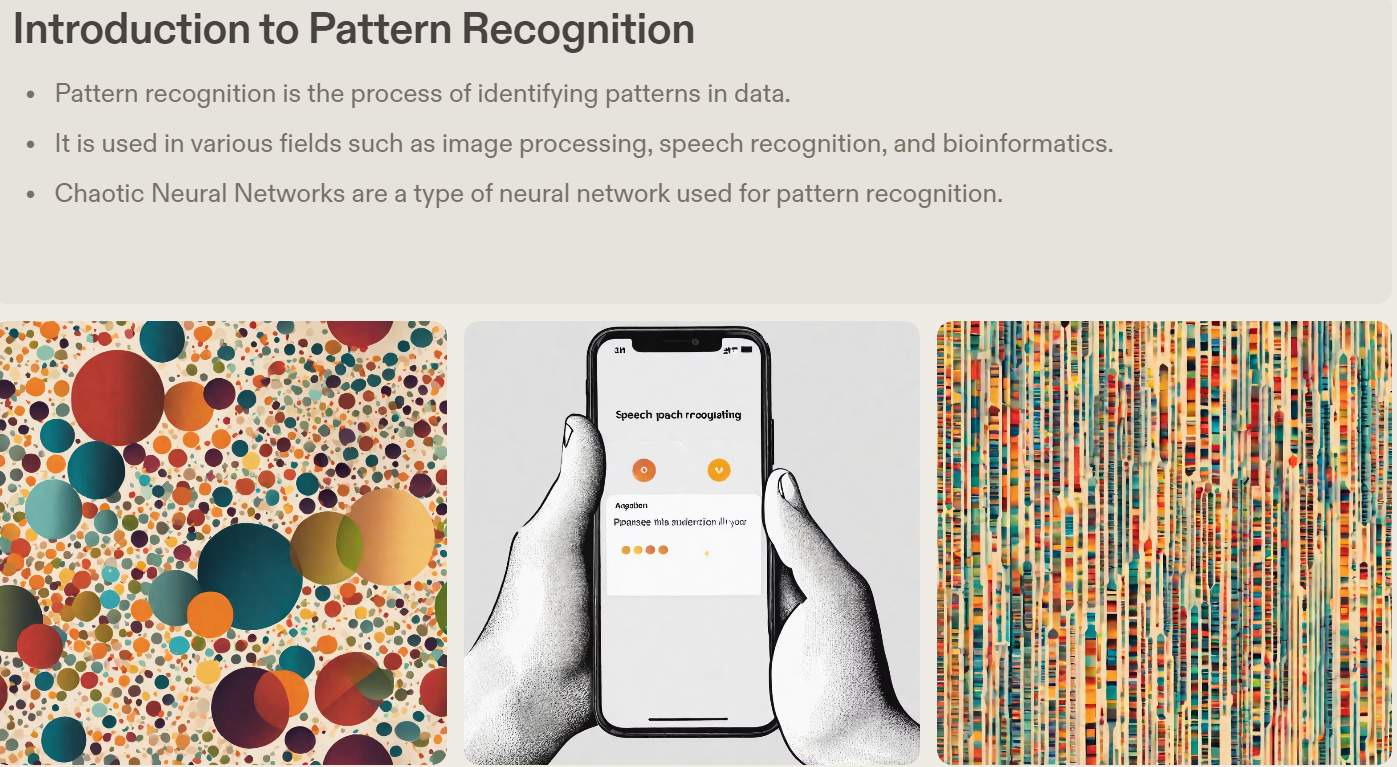 Introduction to Pattern Recognition
• Pattern recognition is the process of identifying patterns in data.
• It is used in various fields such as image processing, speech recognition, and bioinformatics.
• Chaotic Neural Networks are a type of neural network used for pattern recognition.
Speech
this